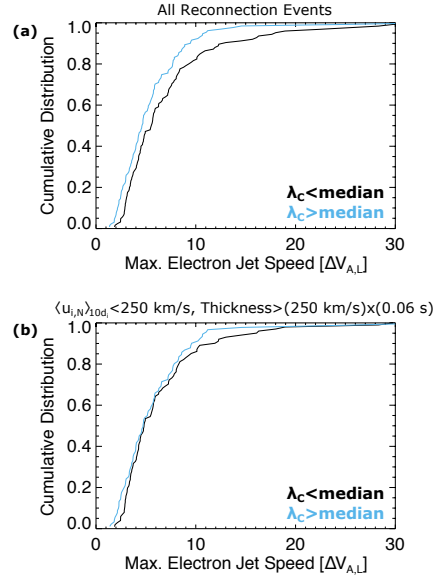 All Reconnection Events
(a)
1.0
0.8
0.6
0.4
0.2
0.0
Cumulative Distribution
λC<median
λC>median
0 10 20 30
Max. Electron Jet Speed [ΔVA,L]
⟨ui,N⟩10di<250 km/s, Thickness>(250 km/s)x(0.06 s)
(b)
1.0
0.8
0.6
0.4
0.2
0.0
Cumulative Distribution
λC<median
λC>median
0 10 20 30
Max. Electron Jet Speed [ΔVA,L]